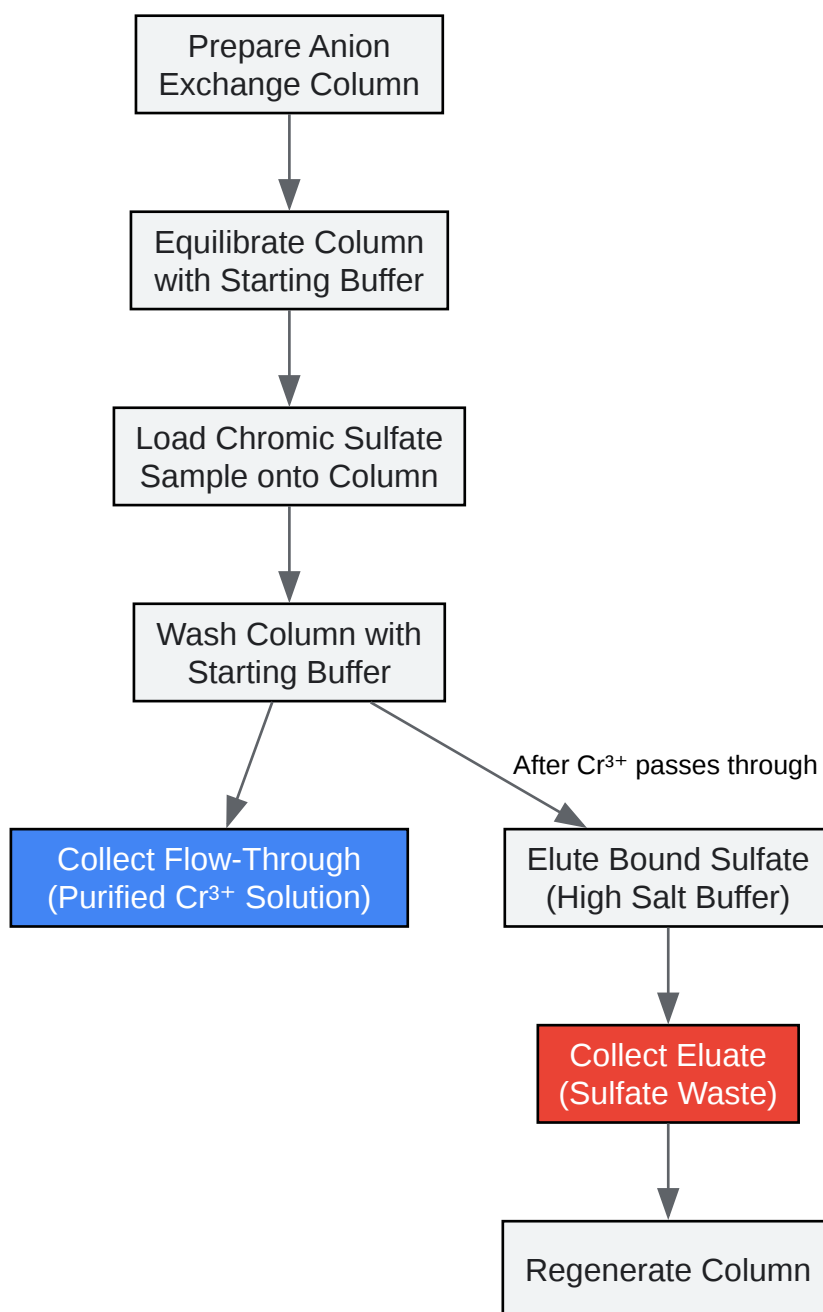 Prepare Anion
Exchange Column
Equilibrate Column
with Starting Buffer
Load Chromic Sulfate
Sample onto Column
Wash Column with
Starting Buffer
After Cr³⁺ passes through
Collect Flow-Through
(Purified Cr³⁺ Solution)
Elute Bound Sulfate
(High Salt Buffer)
Collect Eluate
(Sulfate Waste)
Regenerate Column